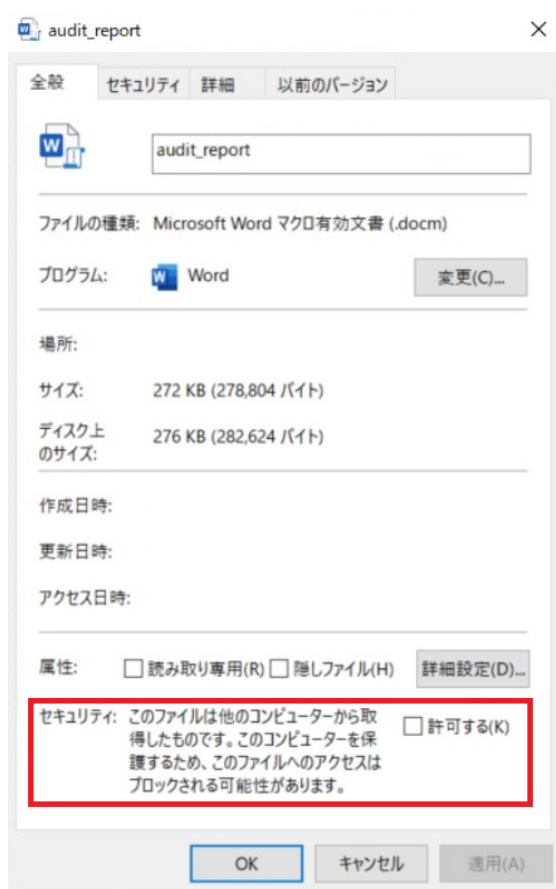 audit_report
全般 セキュリティ 詳細 以前のバージョン
audit_report
ファイルの種類: Microsoft Word マクロ有効文書 (.docm)
プログラム: Word 変更(C)...
場所:
サイズ: 272 KB (278,804 バイト)
ディスク上
のサイズ: 276 KB (282,624 バイト)
作成日時:
更新日時:
アクセス日時:
属性: 読み取り専用(R) 隠しファイル(H) 詳細設定(D)...
セキュリティ: このファイルは他のコンピューターから取
得したものです。このコンピューターを保
護するため、このファイルへのアクセスは
ブロックされる可能性があります。
許可する(K)
OK キャンセル 適用(A)